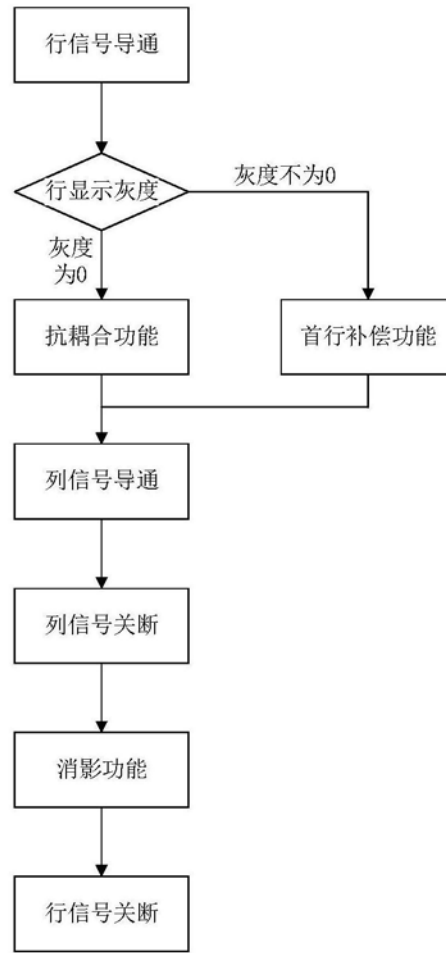 行信号导通
行显示灰度
灰度不为0
灰度
为0
抗耦合功能
首行补偿功能
列信号导通
列信号关断
消影功能
行信号关断